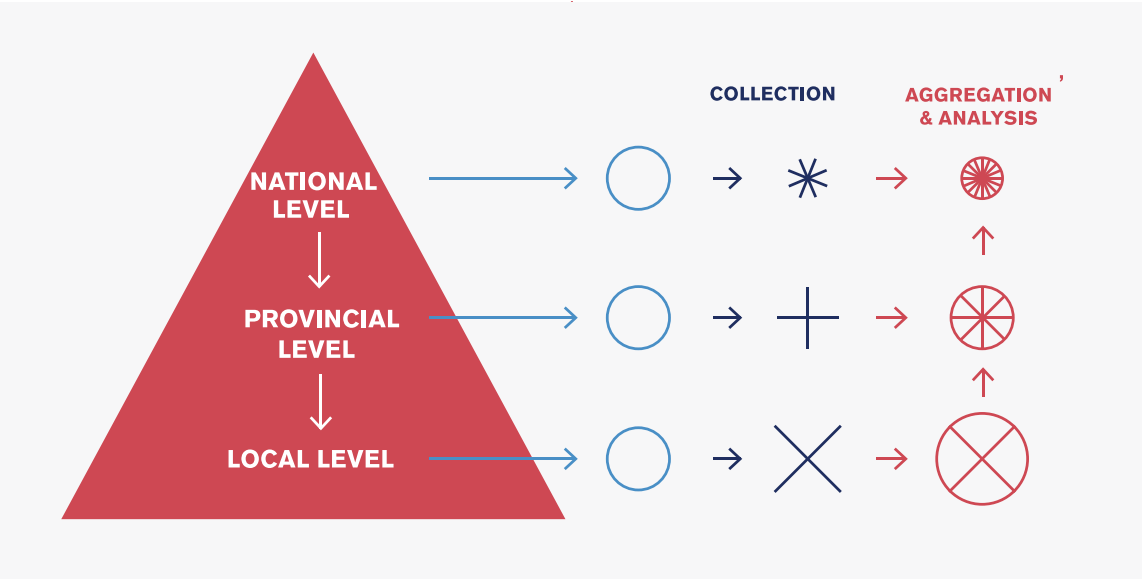 COLLECTION
AGGREGATION ’
& ANALYSIS
NATIONAL
LEVEL
PROVINCIAL
LEVEL
LOCAL LEVEL